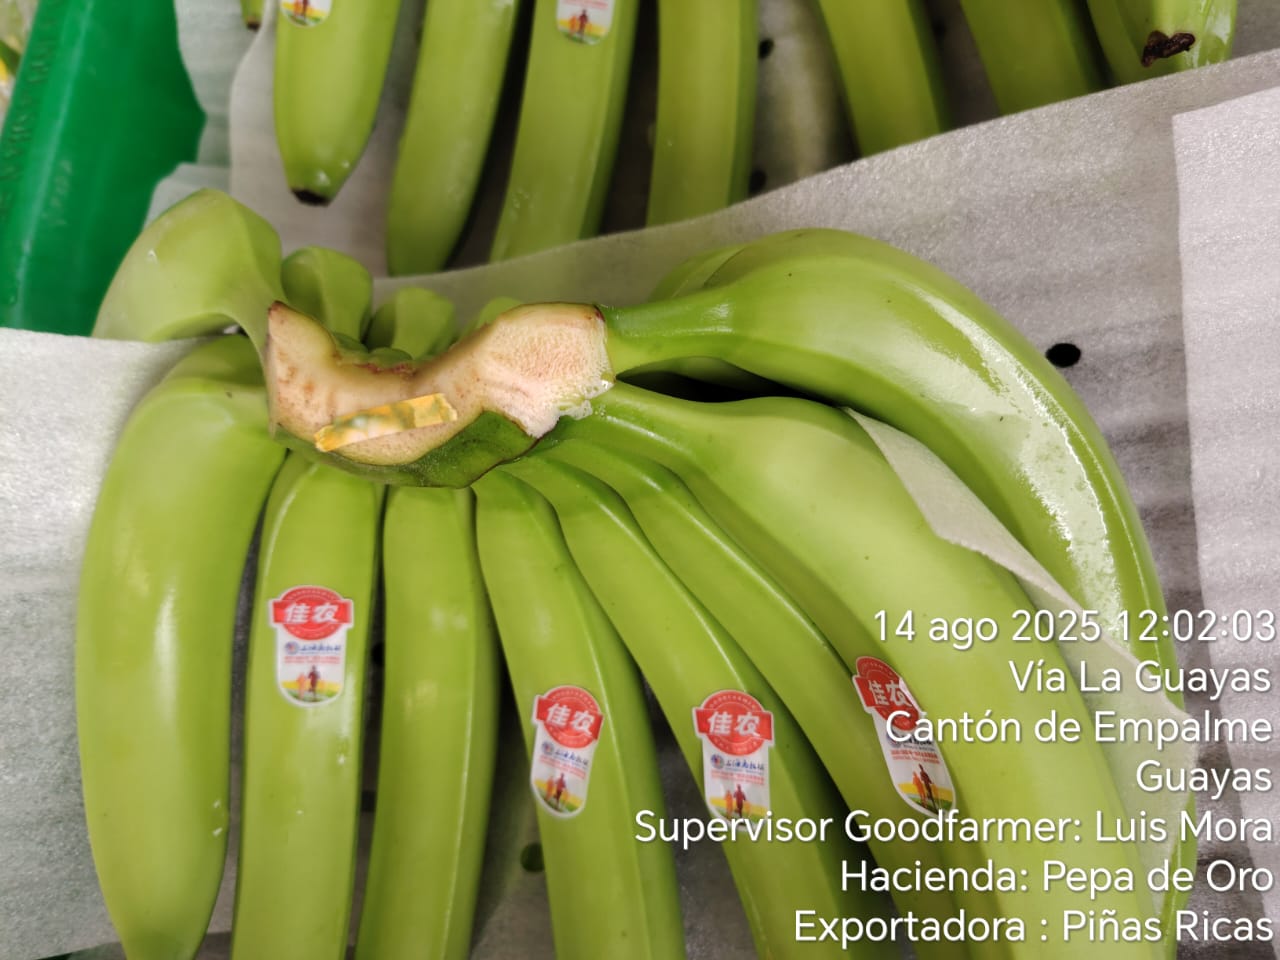 佳农
佳农
佳农
佳农
14 ago 2025 12:02:03
Vía La Guayas
Cantón de Empalme
Guayas
Supervisor Goodfarmer: Luis Mora
Hacienda: Pepa de Oro
Exportadora : Piñas Ricas